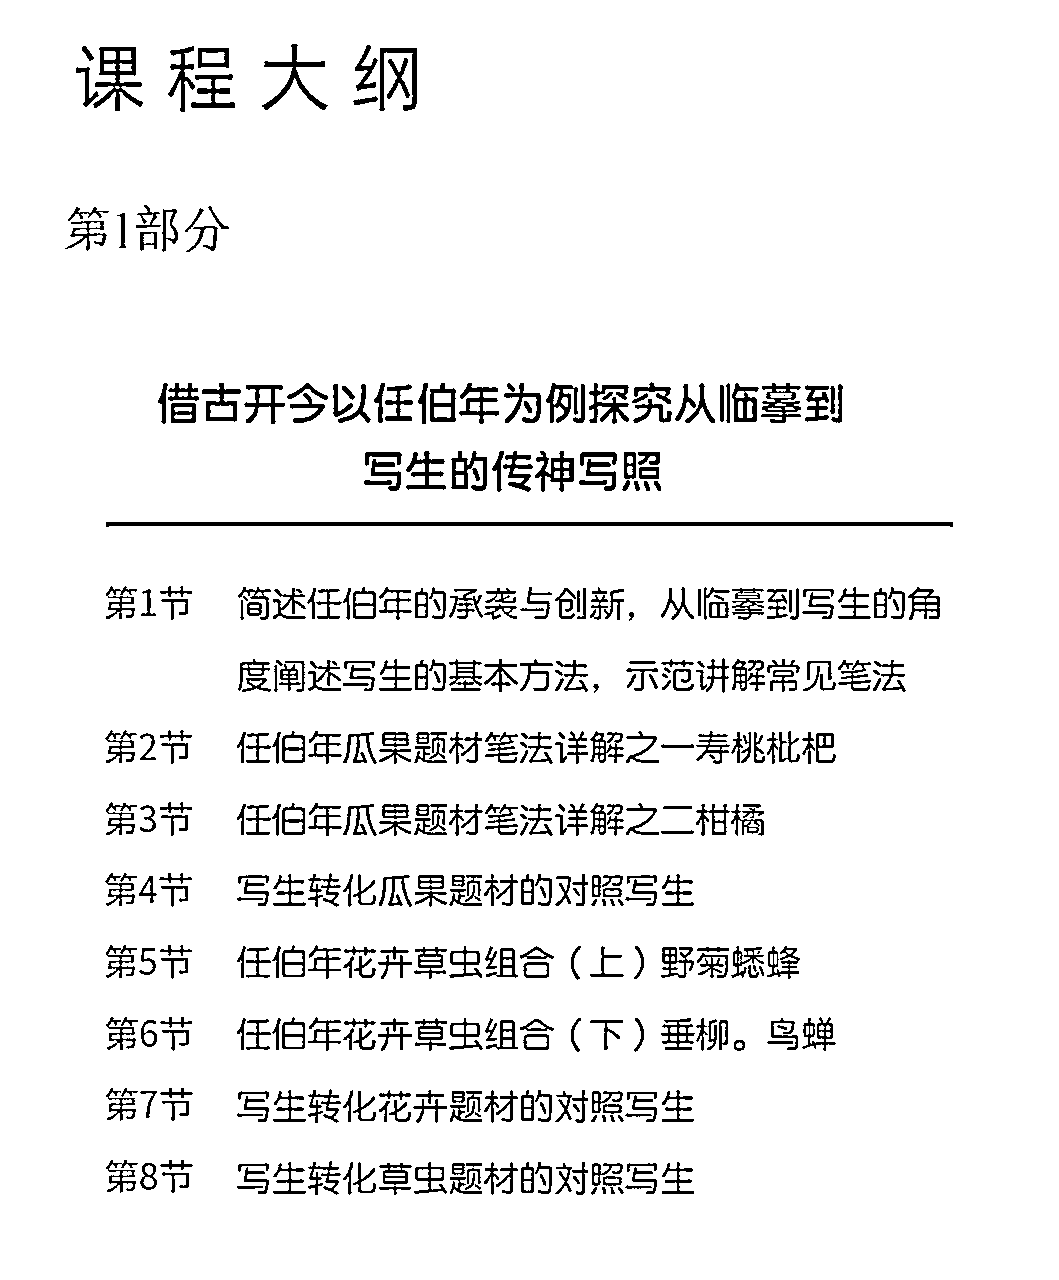 课程大纲
第1部分
借古开今以任伯年为例探究从临摹到
写生的传神写照
第1节 简述任伯年的承袭与创新，从临摹到写生的角
度阐述写生的基本方法，示范讲解常见笔法
第2节 任伯年瓜果题材笔法详解之一寿桃枇杷
第3节 任伯年瓜果题材笔法详解之二柑橘
第4节 写生转化瓜果题材的对照写生
第5节 任伯年花卉草虫组合（上）野菊蟋蜂
第6节 任伯年花卉草虫组合（下）垂柳。鸟蝉
第7节 写生转化花卉题材的对照写生
第8节 写生转化草虫题材的对照写生